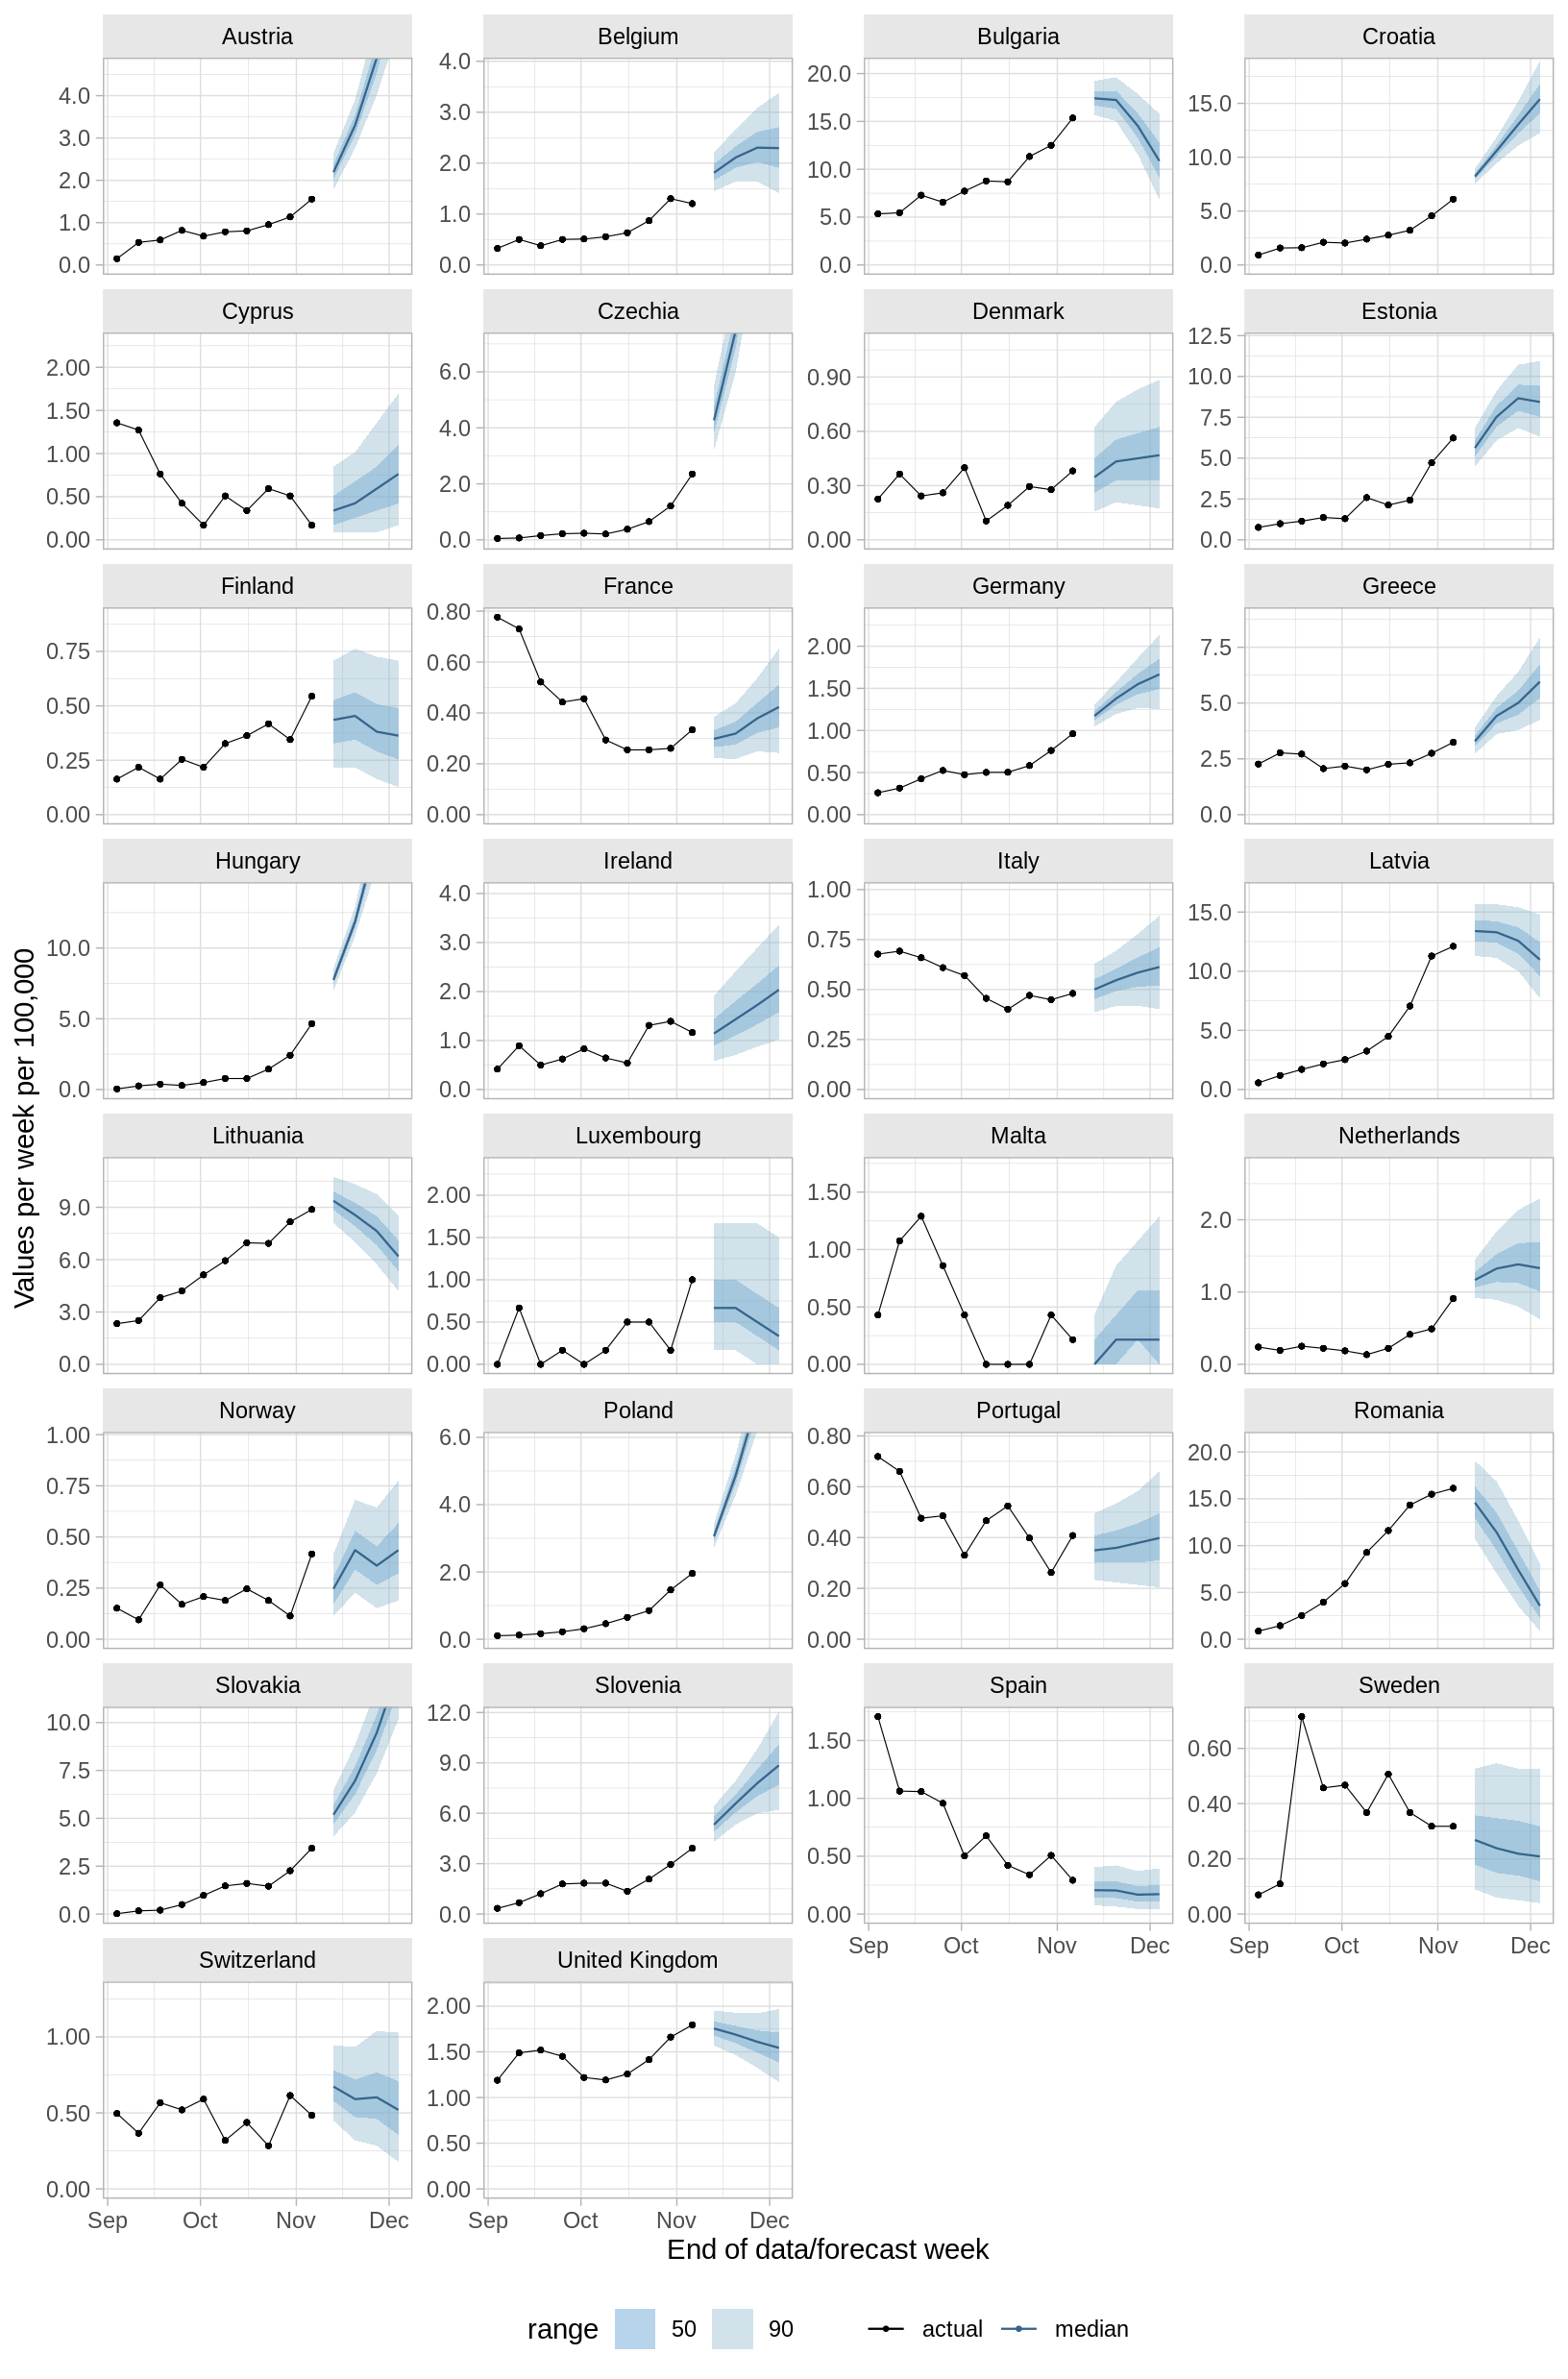 Austria Belgium Bulgaria Croatia
4.0 3.0 2.0 1.0 0.0
4.0 3.0 2.0 1.0 0.0
20.0 15.0 10.0 5.0 0.0
15.0 10.0 5.0 0.0
Cyprus Czechia Denmark Estonia
2.00 1.50 1.00 0.50 0.00
6.0 4.0 2.0 0.0
0.90 0.60 0.30 0.00
12.5 10.0 7.5 5.0 2.5 0.0
Finland France Germany Greece
0.75 0.50 0.25 0.00
0.80 0.60 0.40 0.20 0.00
2.00 1.50 1.00 0.50 0.00
7.5 5.0 2.5 0.0
Hungary Ireland Italy Latvia
10.0 5.0 0.0
4.0 3.0 2.0 1.0 0.0
1.00 0.75 0.50 0.25 0.00
15.0 10.0 5.0 0.0
Values per week per 100,000
Lithuania Luxembourg Malta Netherlands
9.0 6.0 3.0 0.0
2.00 1.50 1.00 0.50 0.00
1.50 1.00 0.50 0.00
2.0 1.0 0.0
Norway Poland Portugal Romania
1.00 0.75 0.50 0.25 0.00
6.0 4.0 2.0 0.0
0.80 0.60 0.40 0.20 0.00
20.0 15.0 10.0 5.0 0.0
Slovakia Slovenia Spain Sweden
10.0 7.5 5.0 2.5 0.0
12.0 9.0 6.0 3.0 0.0
1.50 1.00 0.50 0.00
0.60 0.40 0.20 0.00
Sep Oct Nov Dec Sep Oct Nov Dec
Switzerland United Kingdom
1.00 0.50 0.00
2.00 1.50 1.00 0.50 0.00
Sep Oct Nov Dec Sep Oct Nov Dec
End of data/forecast week
range 50 90 actual median